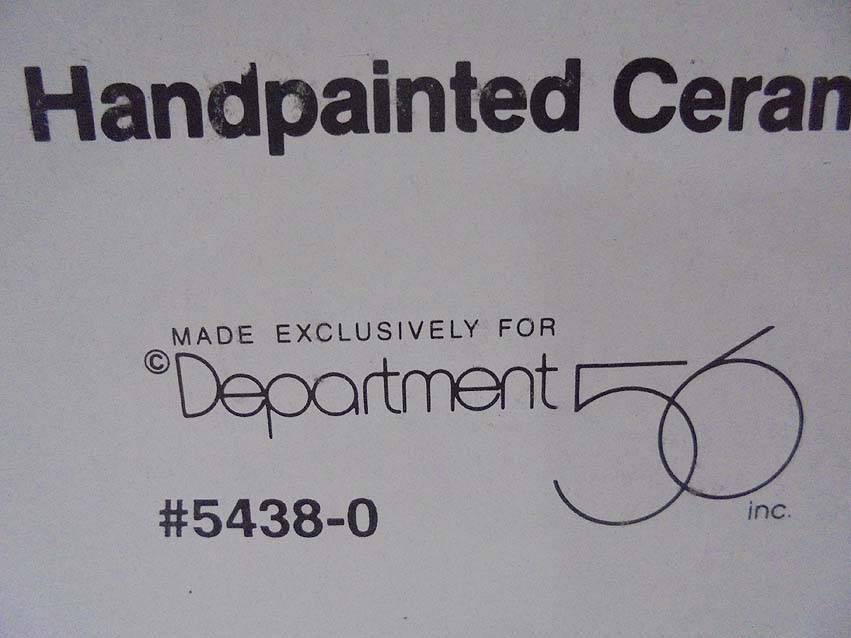 Handpainted Ceram
MADE EXCLUSIVELY FOR
©Department 56
inc.
#5438-0